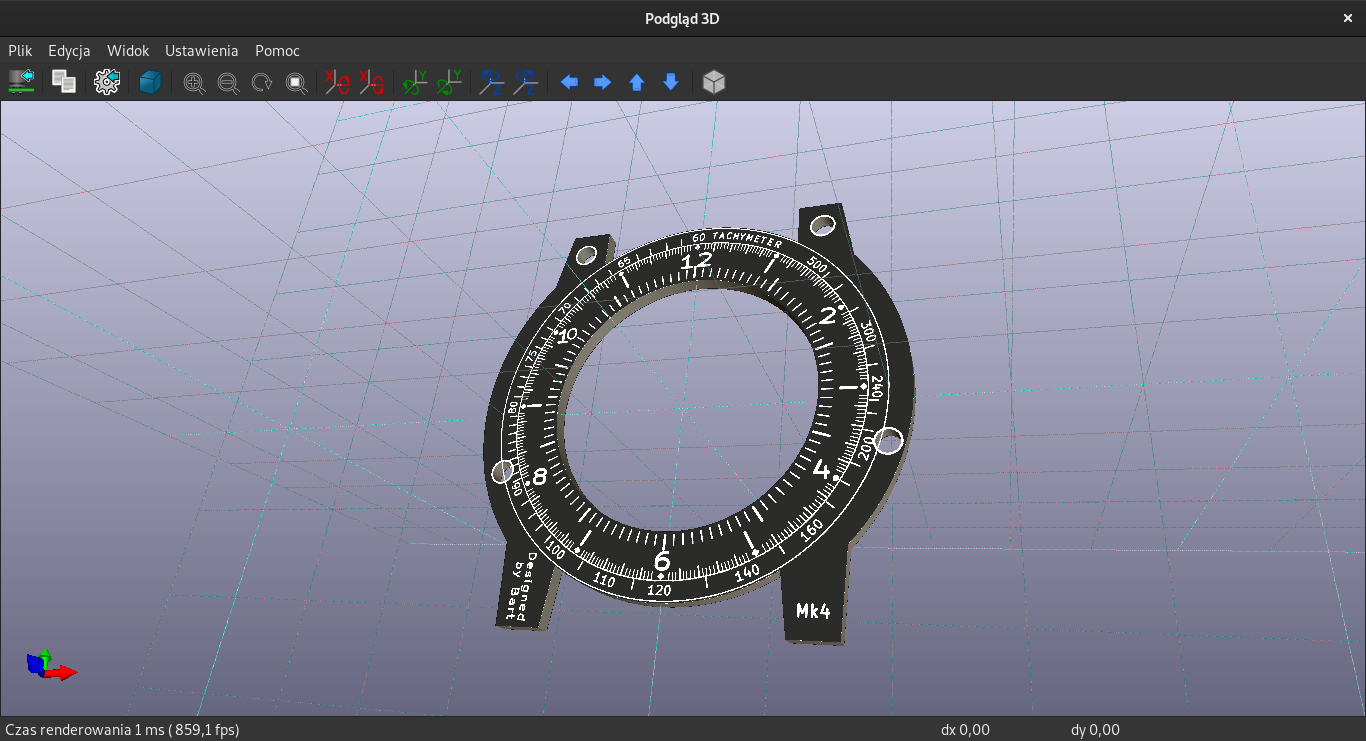 Podgląd 3D
Plik Edycja Widok Ustawienia Pomoc
60 TACHYMETER
500
300
240
200
160
140
120
110
100
90
80
75
70
65
12
2
4
6
8
10
Designed
by Bart
Mk4
Czas renderowania 1 ms ( 859,1 fps) dx 0,00 dy 0,00